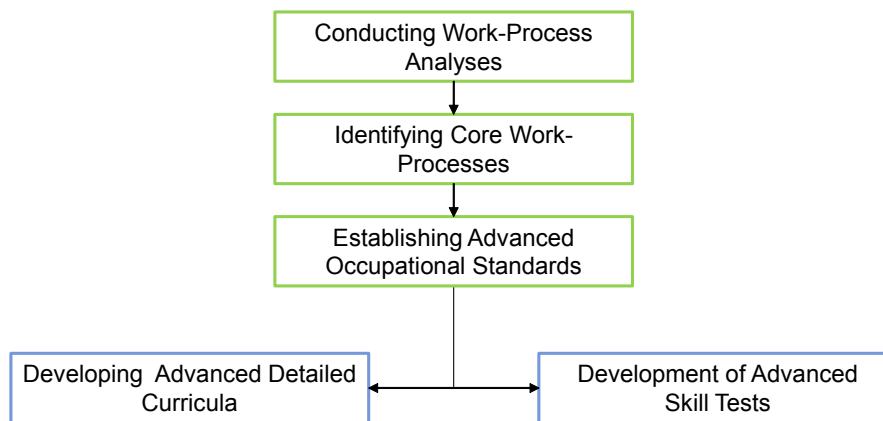 Conducting Work-Process
Analyses
Identifying Core Work-
Processes
Establishing Advanced
Occupational Standards
Developing  Advanced Detailed
Curricula
Development of Advanced
Skill Tests